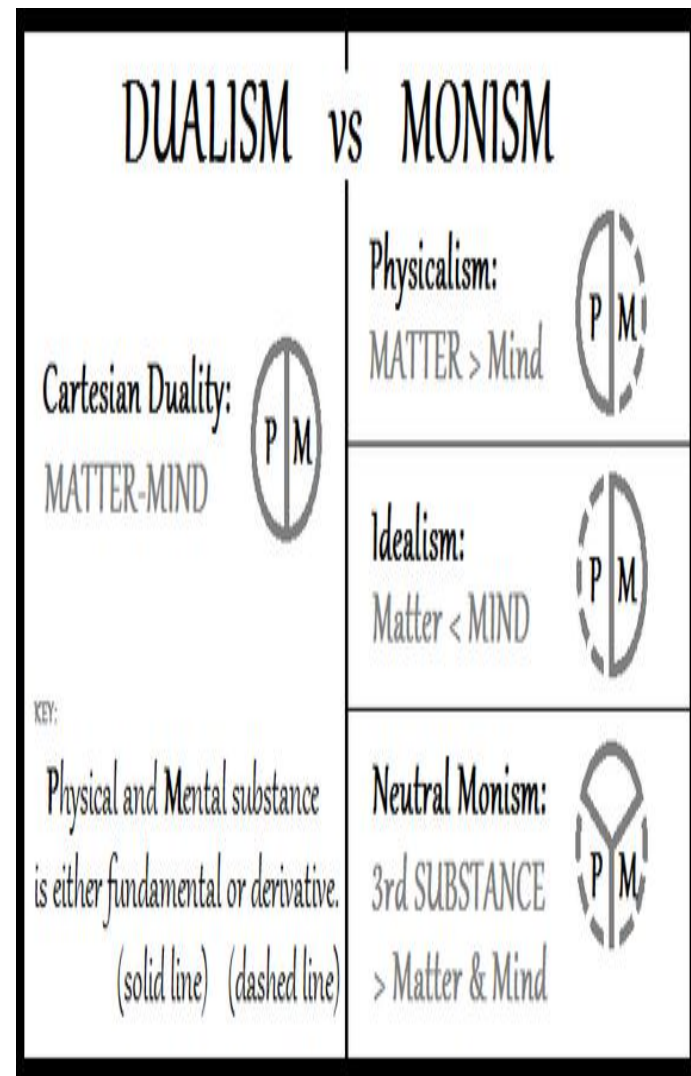 DUALISM vs MONISM
Cartesian Duality:
MATTER-MIND
P M
KEY:
Physical and Mental substance
is either fundamental or derivative.
(solid line) (dashed line)
Physicalism:
MATTER > Mind
P M
Idealism:
Matter < MIND
P M
Neutral Monism:
3rd SUBSTANCE
> Matter & Mind
P M